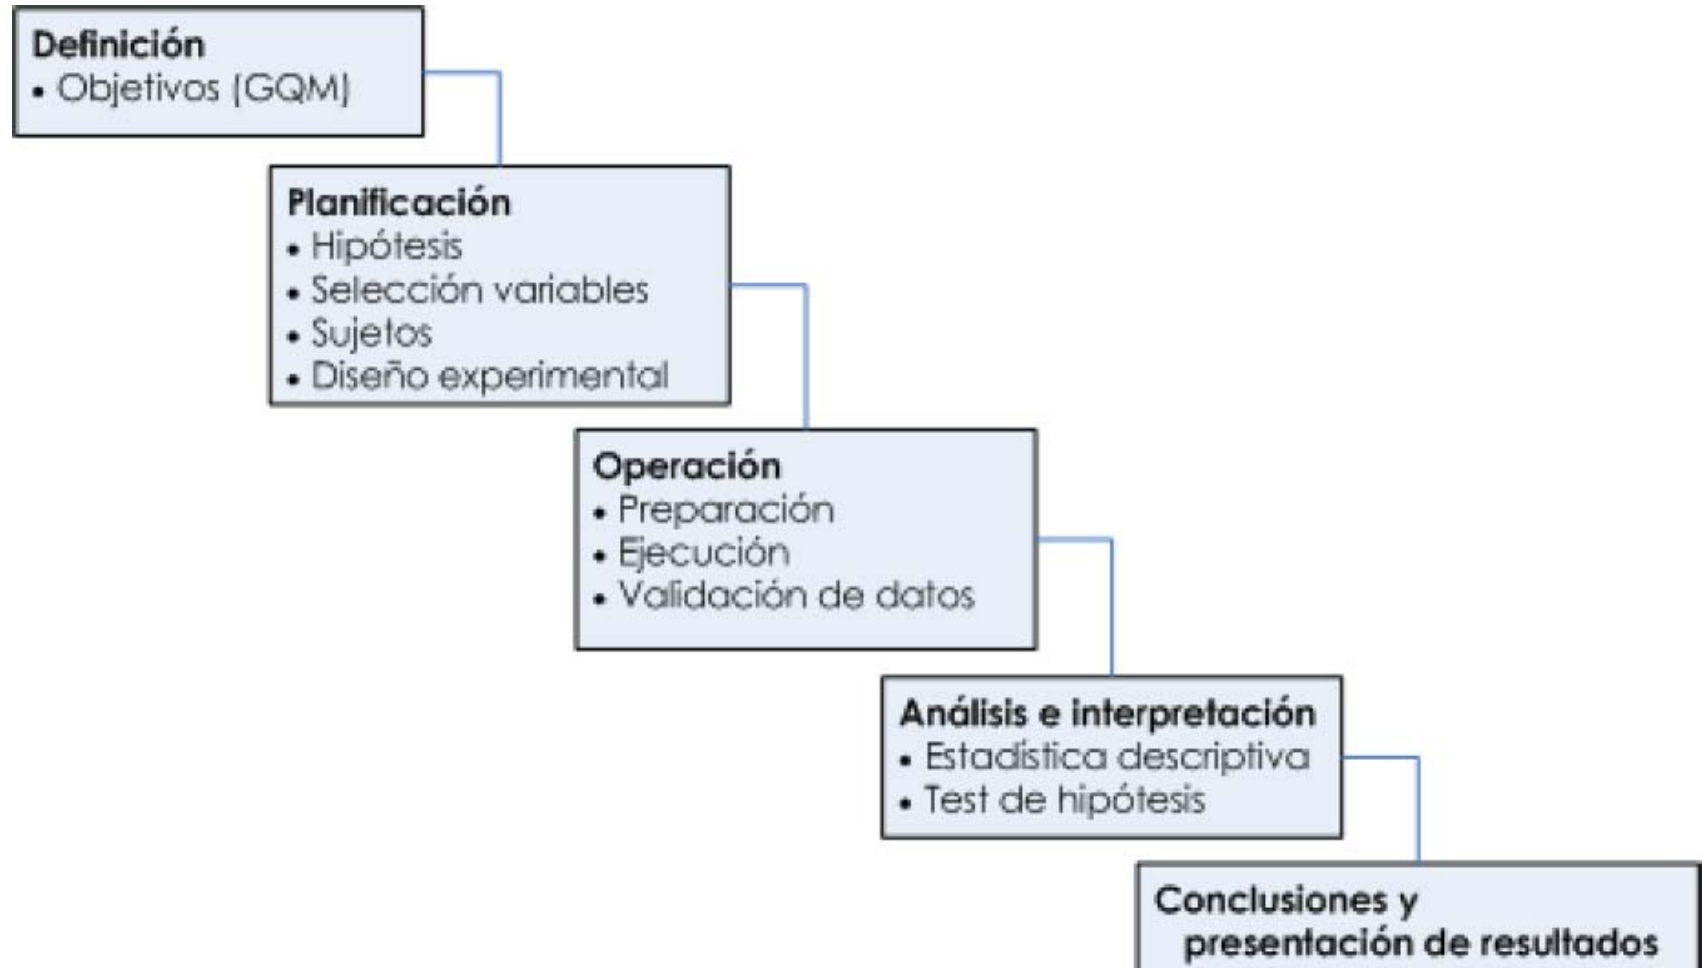 Definición
• Objetivos (GQM)
Planificación
• Hipótesis
• Selección variables
• Sujetos
• Diseño experimental
Operación
• Preparación
• Ejecución
• Validación de datos
Análisis e interpretación
• Estadística descriptiva
• Test de hipótesis
Conclusiones y
presentación de resultados